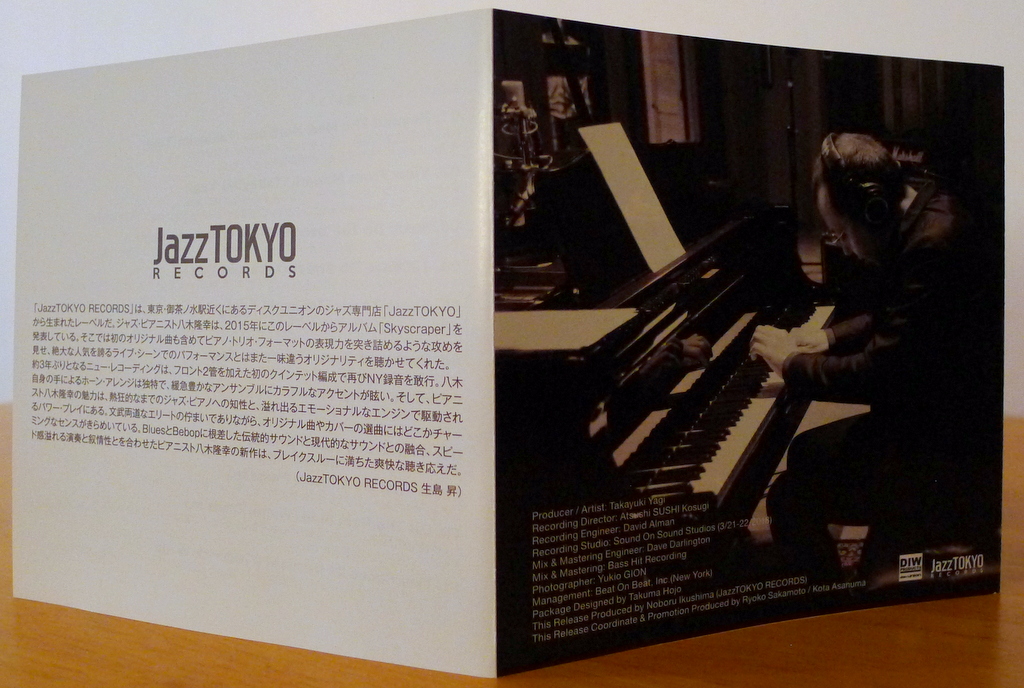 JazzTOKYO
RECORDS
「JazzTOKYO RECORDS」は、東京・御茶ノ水駅近くにあるディスクユニオンのジャズ専門店「JazzTOKYO」
から生まれたレーベルだ。ジャズ・ピアニスト八木隆幸は、2015年にこのレーベルからアルバム「Skyscraper」を
発表している。そこでは初のオリジナル曲も含めてピアノ・トリオ・フォーマットの表現力を突き詰めるような攻めを
見せ、絶大な人気を誇るライブ・シーンでのパフォーマンスとはまた一味違うオリジナリティを聴かせてくれた。
約3年ぶりとなるニュー・レコーディングは、フロント2管を加えた初のクインテット編成で再びNY録音を敢行。八木
自身の手によるホーン・アレンジは独特で、緩急豊かなアンサンブルにカラフルなアクセントが眩い。そして、ピアニ
スト八木隆幸の魅力は、熱狂的なまでのジャズ・ピアノへの知性と、溢れ出るエモーショナルなエンジンで駆動され
るパワー・プレイにある。文武両道なエリートの佇まいでありながら、オリジナル曲やカバーの選曲にはどこかチャー
ミングなセンスがきらめいている。BluesとBebopに根差した伝統的サウンドと現代的なサウンドとの融合、スピー
ド感溢れる演奏と叙情性とを合わせたピアニスト八木隆幸の新作は、ブレイクスルーに満ちた爽快な聴き応えだ。
（JazzTOKYO RECORDS 生島 昇）
Marshall
Producer / Artist: Takayuki Yagi
Recording Director: Atsushi SUSHI Kosugi
Recording Engineer: David Alman
Recording Studio: Sound On Sound Studios (3/21-22
Mix & Mastering Engineer: Dave Darlington
Mix & Mastering: Bass Hit Recording
Photographer: Yukio GION
Management: Beat On Beat, Inc (New York)
Package Designed by Takuma Hojo
This Release Produced by Noboru Ikushima (JazzTOKYO RECORDS)
This Release Coordinate & Promotion Produced by Ryoko Sakamoto / Kota Asanuma
DIW
JazzTOKYO
RECORDS